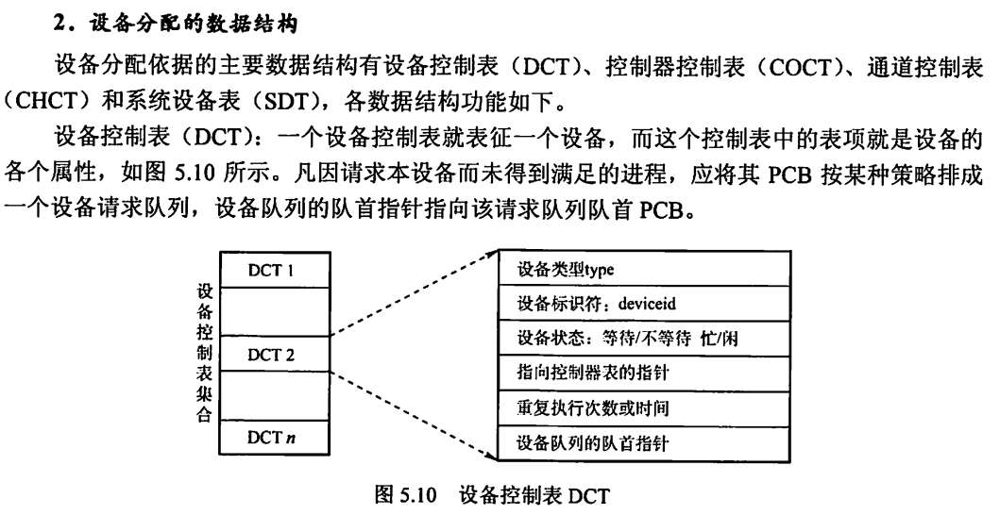 2．设备分配的数据结构
设备分配依据的主要数据结构有设备控制表（DCT）、控制器控制表（COCT）、通道控制表
（CHCT）和系统设备表（SDT），各数据结构功能如下。
设备控制表（DCT）：一个设备控制表就表征一个设备，而这个控制表中的表项就是设备的
各个属性，如图 5.10 所示。凡因请求本设备而未得到满足的进程，应将其 PCB 按某种策略排成
一个设备请求队列，设备队列的队首指针指向该请求队列队首 PCB。
设备控制表集合
DCT 1
DCT 2
DCT n
设备类型type
设备标识符：deviceid
设备状态：等待/不等待 忙/闲
指向控制器表的指针
重复执行次数或时间
设备队列的队首指针
图 5.10 设备控制表 DCT